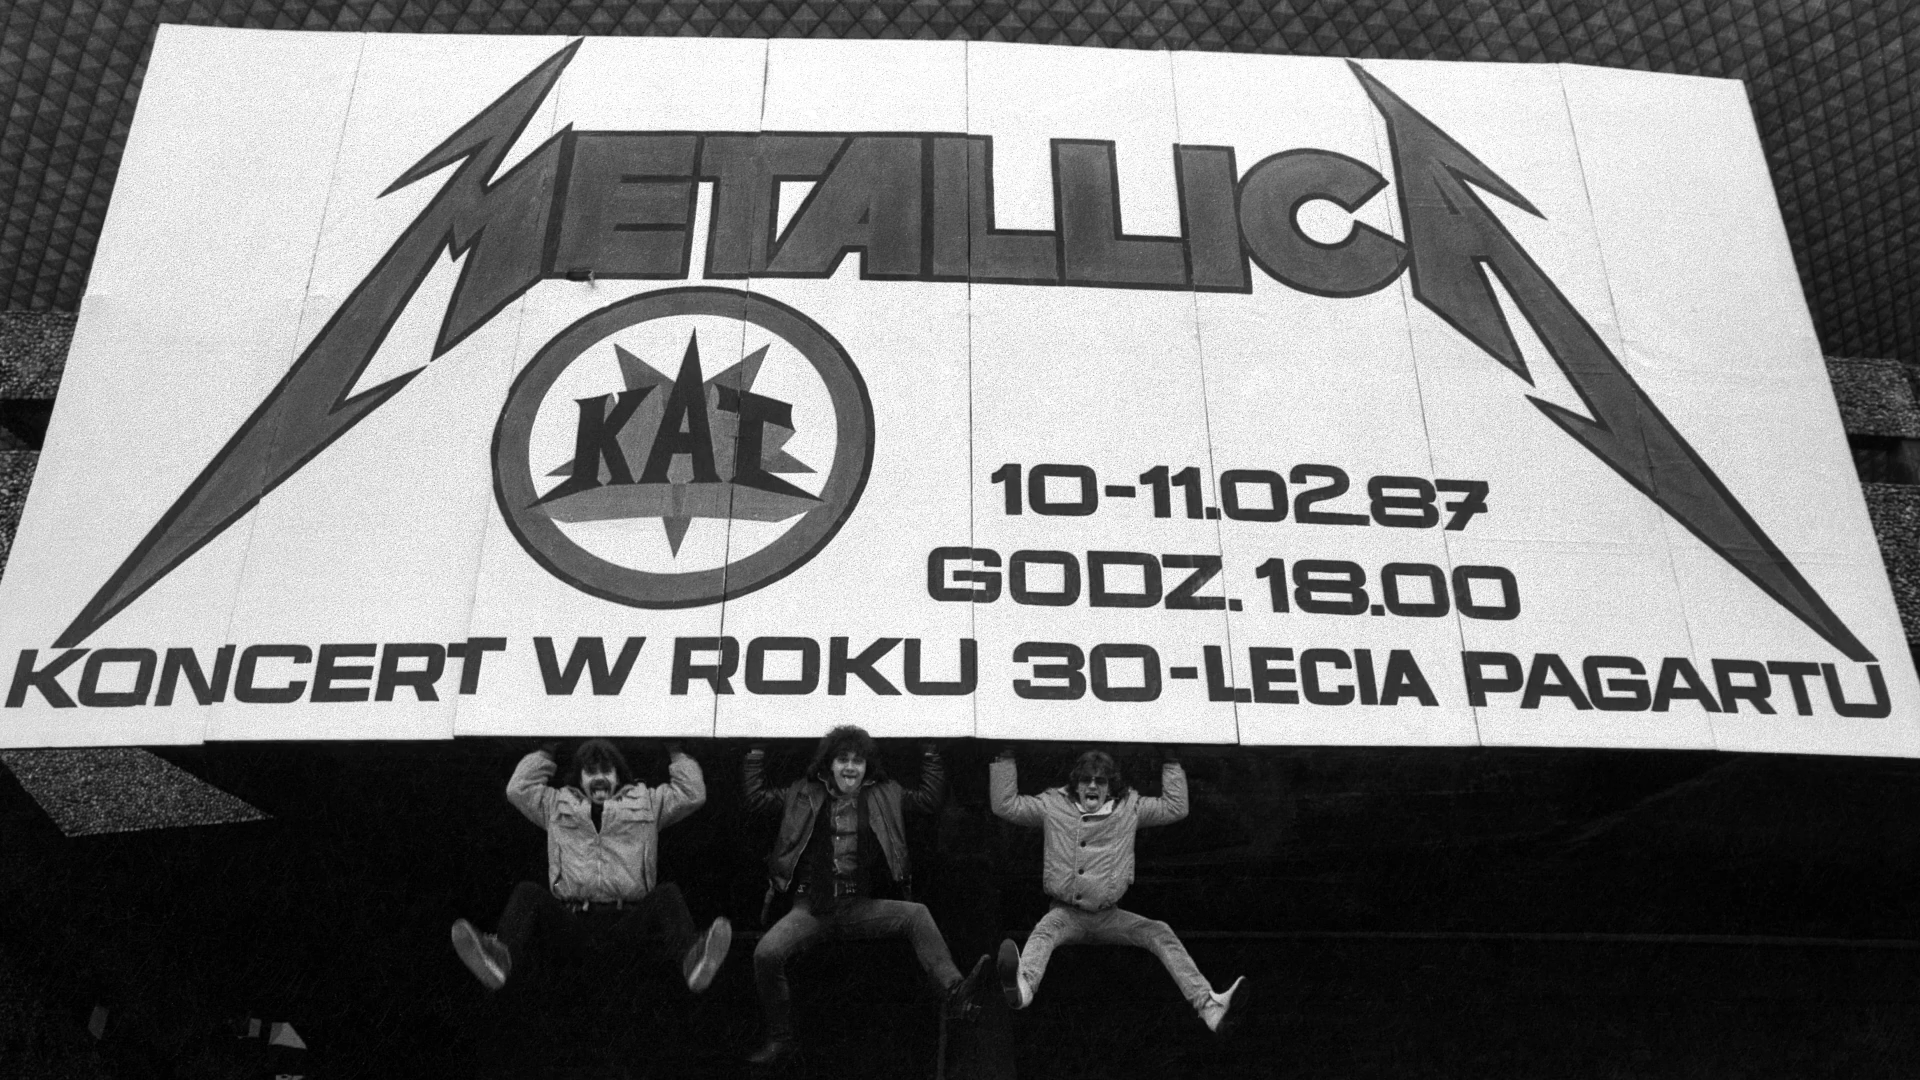 METALLICA
KAT
10-11.02.87
GODZ. 18.00
KONCERT W ROKU 30-LECIA PAGARTU